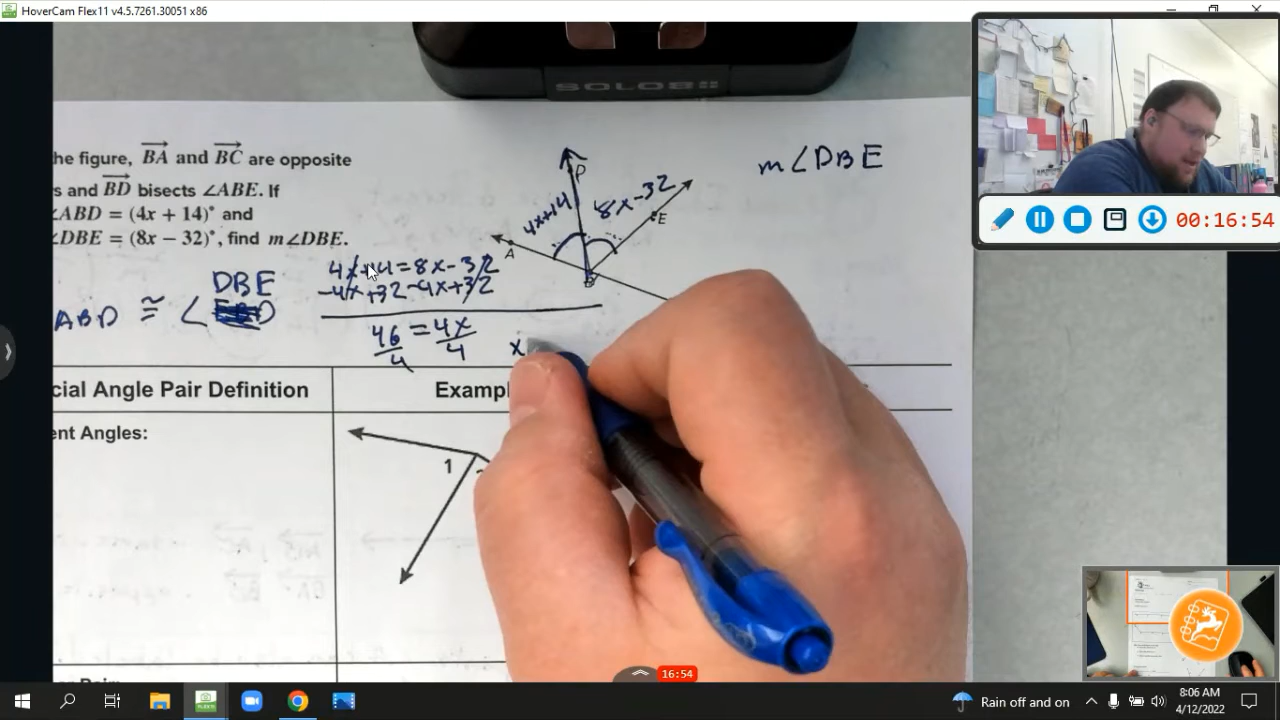 HoverCam Flex11 v4.5.7261.30051 x86
SOLO8
00:16:54
he figure, BA and BC are opposite
s and BD bisects ∠ABE. If
∠ABD = (4x + 14)° and
∠DBE = (8x − 32)°, find m∠DBE.
m∠DBE
D
4x+14
8x-32
E
A
B
DBE
ABD ≅ ∠
4x+14=8x-32
-4x+32 -4x+32
46 = 4x
4 4
x
cial Angle Pair Definition
Examp
ent Angles:
1
16:54
Rain off and on
8:06 AM
4/12/2022